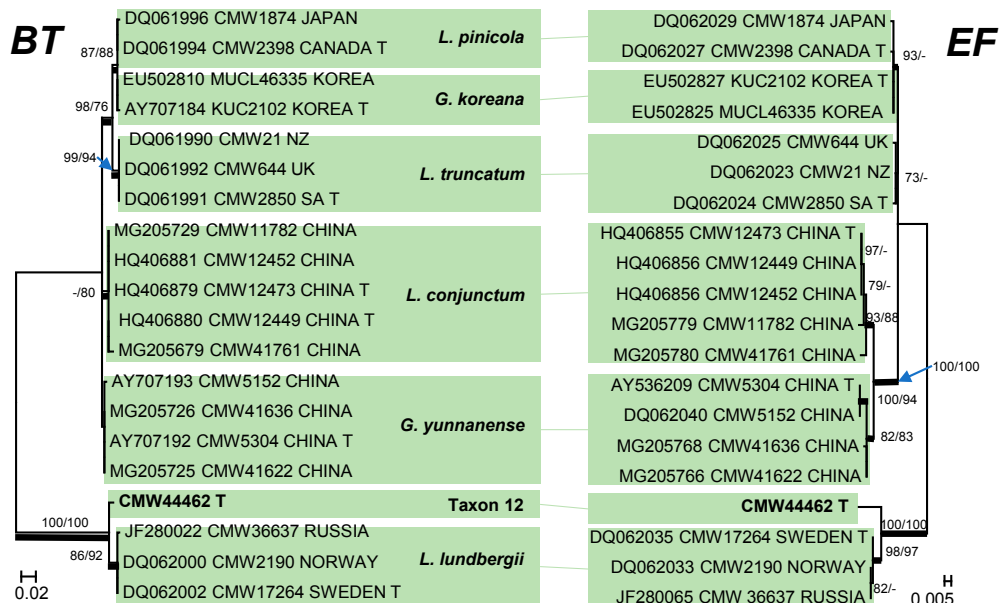 BT
EF
DQ061996 CMW1874 JAPAN
DQ061994 CMW2398 CANADA T
EU502810 MUCL46335 KOREA
AY707184 KUC2102 KOREA T
DQ061990 CMW21 NZ
DQ061992 CMW644 UK
DQ061991 CMW2850 SA T
MG205729 CMW11782 CHINA
HQ406881 CMW12452 CHINA
HQ406879 CMW12473 CHINA T
HQ406880 CMW12449 CHINA T
MG205679 CMW41761 CHINA
AY707193 CMW5152 CHINA
MG205726 CMW41636 CHINA
AY707192 CMW5304 CHINA T
MG205725 CMW41622 CHINA
CMW44462 T
JF280022 CMW36637 RUSSIA
DQ062000 CMW2190 NORWAY
DQ062002 CMW17264 SWEDEN T
87/88
98/76
99/94
-/80
100/100
86/92
0.02
L. pinicola
G. koreana
L. truncatum
L. conjunctum
G. yunnanense
Taxon 12
L. lundbergii
DQ062029 CMW1874 JAPAN
DQ062027 CMW2398 CANADA T
EU502827 KUC2102 KOREA T
EU502825 MUCL46335 KOREA
DQ062025 CMW644 UK
DQ062023 CMW21 NZ
DQ062024 CMW2850 SA T
HQ406855 CMW12473 CHINA T
HQ406856 CMW12449 CHINA
HQ406856 CMW12452 CHINA
MG205779 CMW11782 CHINA
MG205780 CMW41761 CHINA
AY536209 CMW5304 CHINA T
DQ062040 CMW5152 CHINA
MG205768 CMW41636 CHINA
MG205766 CMW41622 CHINA
CMW44462 T
DQ062035 CMW17264 SWEDEN T
DQ062033 CMW2190 NORWAY
JF280065 CMW 36637 RUSSIA
93/-
73/-
97/-
79/-
93/88
100/100
100/94
82/83
100/100
98/97
82/-
0.005